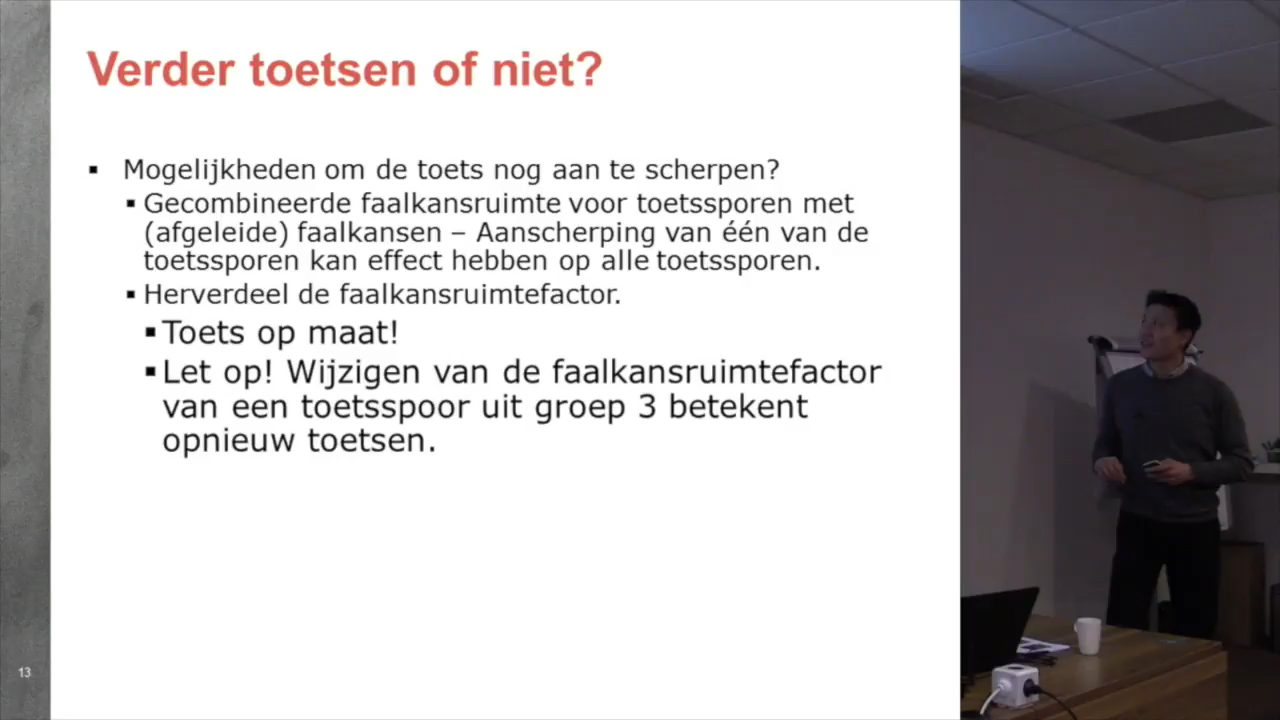 Verder toetsen of niet?
▪ Mogelijkheden om de toets nog aan te scherpen?
▪ Gecombineerde faalkansruimte voor toetssporen met
(afgeleide) faalkansen – Aanscherping van één van de
toetssporen kan effect hebben op alle toetssporen.
▪ Herverdeel de faalkansruimtefactor.
▪ Toets op maat!
▪ Let op! Wijzigen van de faalkansruimtefactor
van een toetsspoor uit groep 3 betekent
opnieuw toetsen.
13